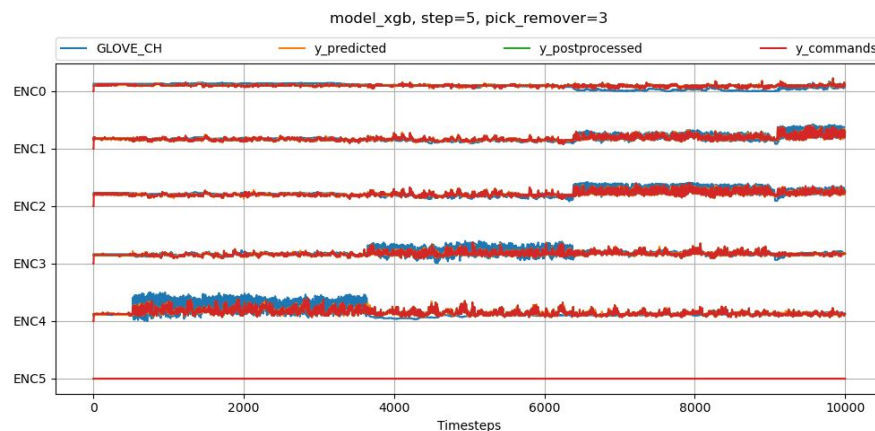 model_xgb, step=5, pick_remover=3
GLOVE_CH y_predicted y_postprocessed y_commands
ENC0
ENC1
ENC2
ENC3
ENC4
ENC5
0 2000 4000 6000 8000 10000
Timesteps